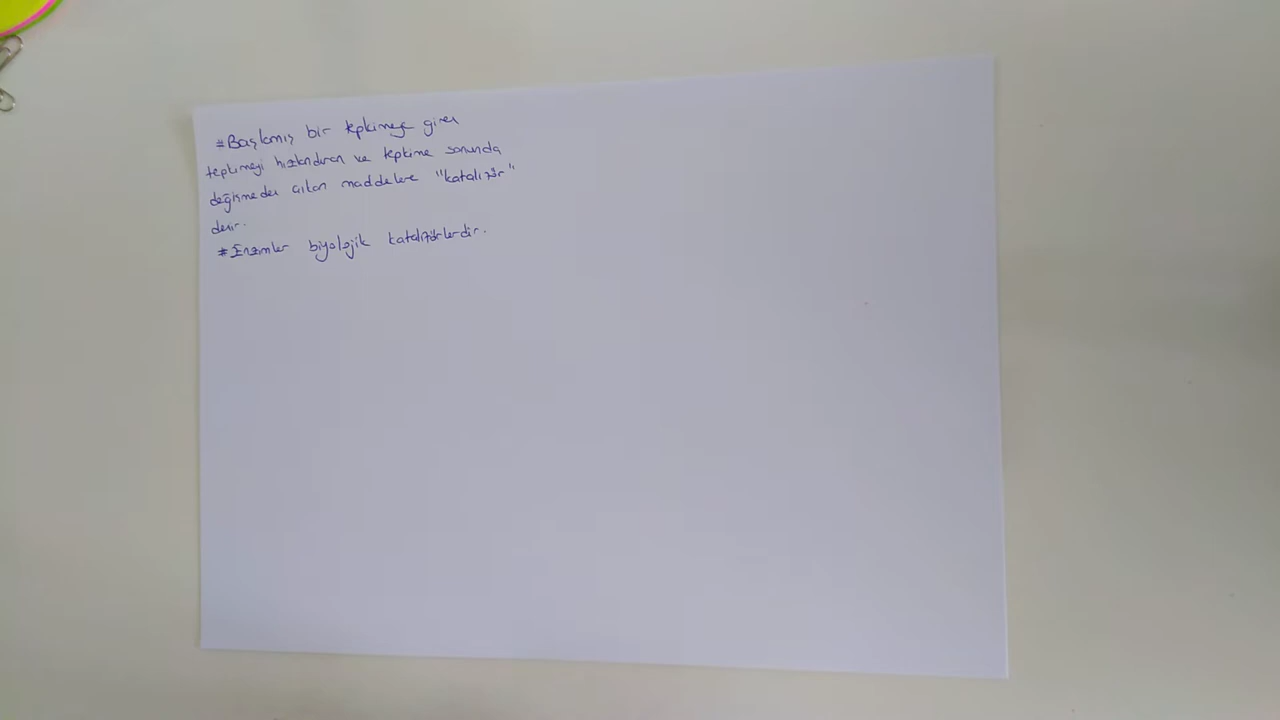 #Başlamış bir tepkimeye giren
tepkimeyi hızlandıran ve tepkime sonunda
değişmeden çıkan maddelere "katalizör"
denir.
#Enzimler biyolojik katalizörlerdir.